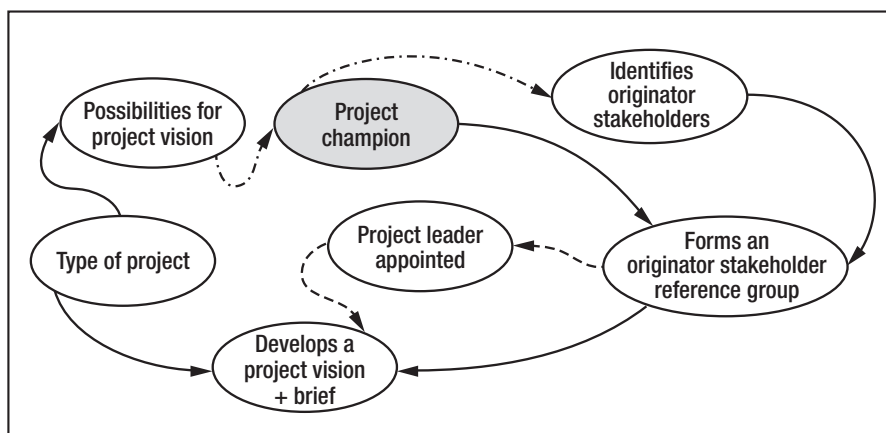 Possibilities for
project vision
Project
champion
Identifies
originator
stakeholders
Type of project
Project leader
appointed
Forms an
originator stakeholder
reference group
Develops a
project vision
+ brief